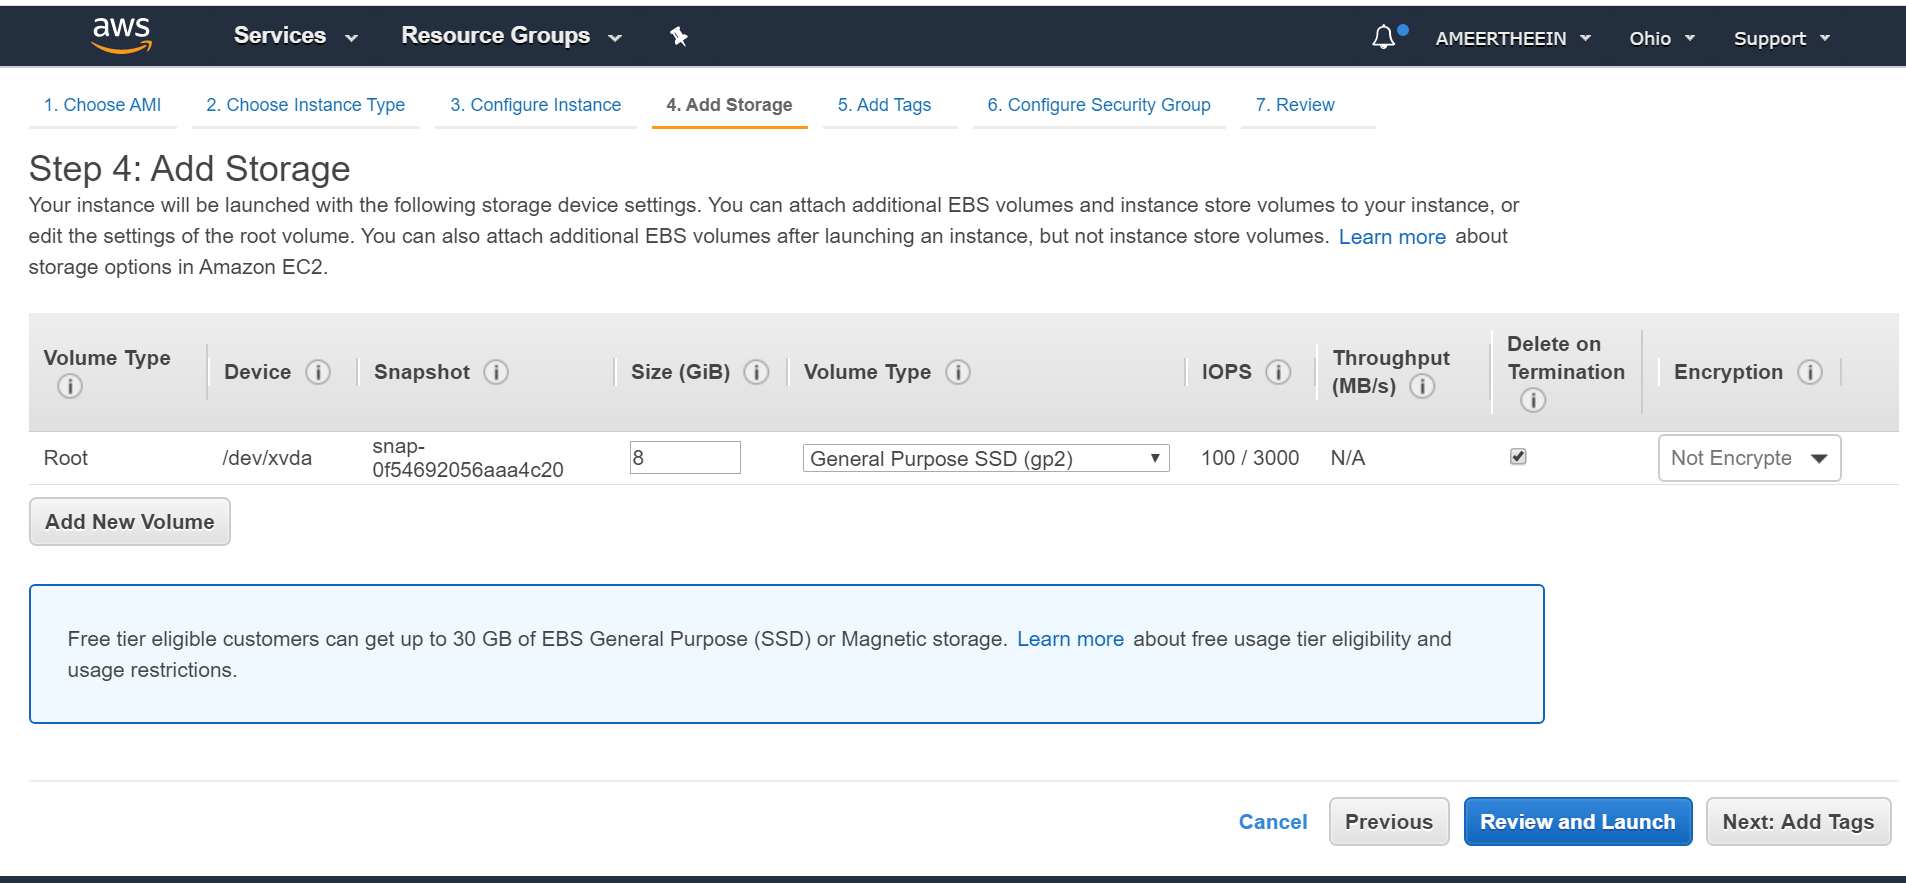 aws Services Resource Groups AMEERTHEEIN Ohio Support
1. Choose AMI 2. Choose Instance Type 3. Configure Instance 4. Add Storage 5. Add Tags 6. Configure Security Group 7. Review
Step 4: Add Storage
Your instance will be launched with the following storage device settings. You can attach additional EBS volumes and instance store volumes to your instance, or
edit the settings of the root volume. You can also attach additional EBS volumes after launching an instance, but not instance store volumes. Learn more about
storage options in Amazon EC2.
Volume Type
Device
Snapshot
Size (GiB)
Volume Type
IOPS
Throughput
(MB/s)
Delete on
Termination
Encryption
Root
/dev/xvda
snap-
0f54692056aaa4c20
8
General Purpose SSD (gp2)
100 / 3000
N/A
Not Encrypte
Add New Volume
Free tier eligible customers can get up to 30 GB of EBS General Purpose (SSD) or Magnetic storage. Learn more about free usage tier eligibility and
usage restrictions.
Cancel Previous Review and Launch Next: Add Tags